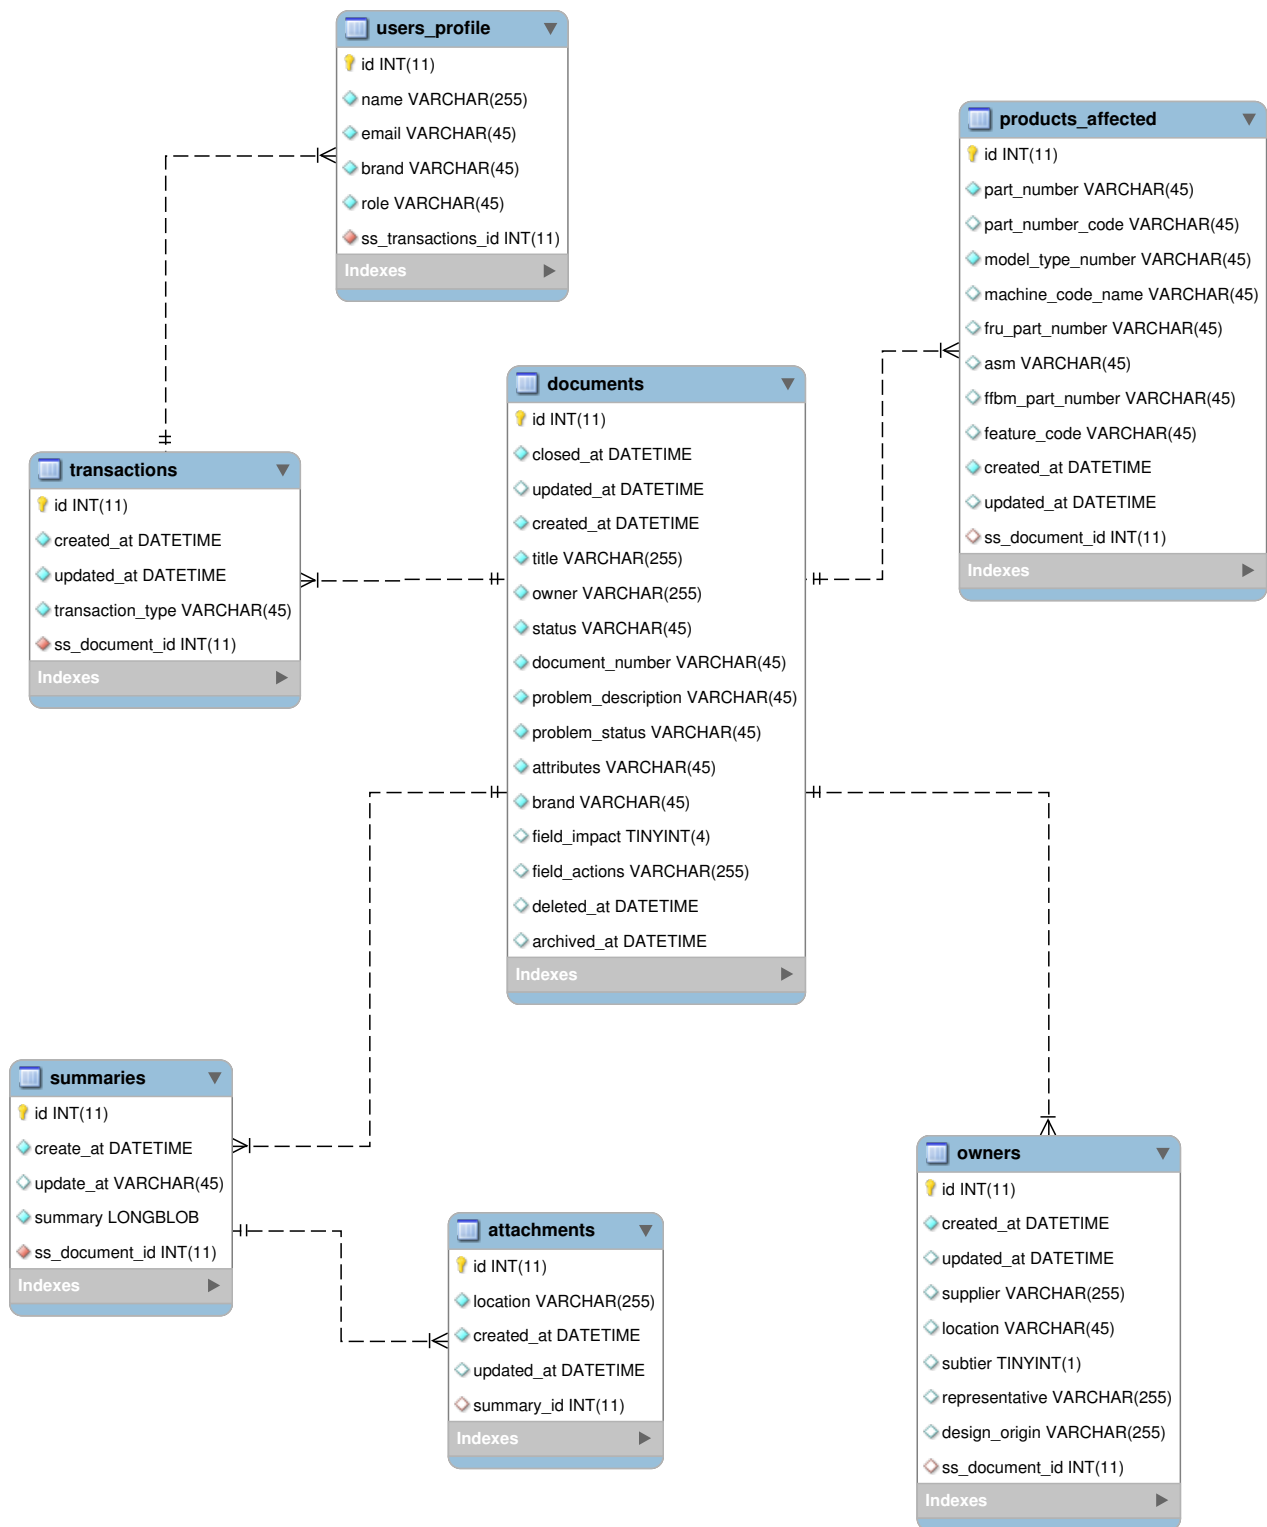 users_profile
id INT(11)
name VARCHAR(255)
email VARCHAR(45)
brand VARCHAR(45)
role VARCHAR(45)
ss_transactions_id INT(11)
Indexes
products_affected
id INT(11)
part_number VARCHAR(45)
part_number_code VARCHAR(45)
model_type_number VARCHAR(45)
machine_code_name VARCHAR(45)
fru_part_number VARCHAR(45)
asm VARCHAR(45)
ffbm_part_number VARCHAR(45)
feature_code VARCHAR(45)
created_at DATETIME
updated_at DATETIME
ss_document_id INT(11)
Indexes
documents
id INT(11)
closed_at DATETIME
updated_at DATETIME
created_at DATETIME
title VARCHAR(255)
owner VARCHAR(255)
status VARCHAR(45)
document_number VARCHAR(45)
problem_description VARCHAR(45)
problem_status VARCHAR(45)
attributes VARCHAR(45)
brand VARCHAR(45)
field_impact TINYINT(4)
field_actions VARCHAR(255)
deleted_at DATETIME
archived_at DATETIME
Indexes
transactions
id INT(11)
created_at DATETIME
updated_at DATETIME
transaction_type VARCHAR(45)
ss_document_id INT(11)
Indexes
summaries
id INT(11)
create_at DATETIME
update_at VARCHAR(45)
summary LONGBLOB
ss_document_id INT(11)
Indexes
attachments
id INT(11)
location VARCHAR(255)
created_at DATETIME
updated_at DATETIME
summary_id INT(11)
Indexes
owners
id INT(11)
created_at DATETIME
updated_at DATETIME
supplier VARCHAR(255)
location VARCHAR(45)
subtier TINYINT(1)
representative VARCHAR(255)
design_origin VARCHAR(255)
ss_document_id INT(11)
Indexes